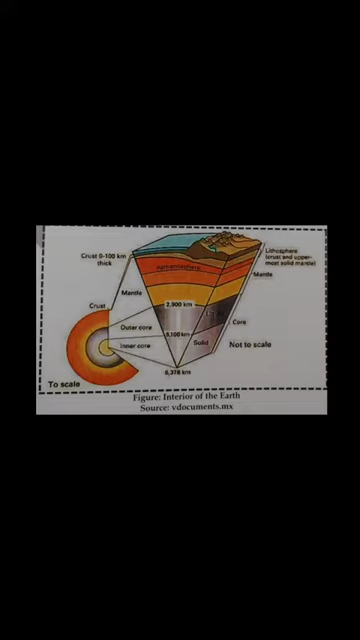 Crust 0-100 km
thick
Lithosphere
(crust and upper-
most solid mantle)
Asthenosphere
Mantle
Mantle
Crust
2,900 km
Liquid
Core
Outer core
5,100 km
Inner core
Solid
Not to scale
6,378 km
To scale
Figure: Interior of the Earth
Source: vdocuments.mx